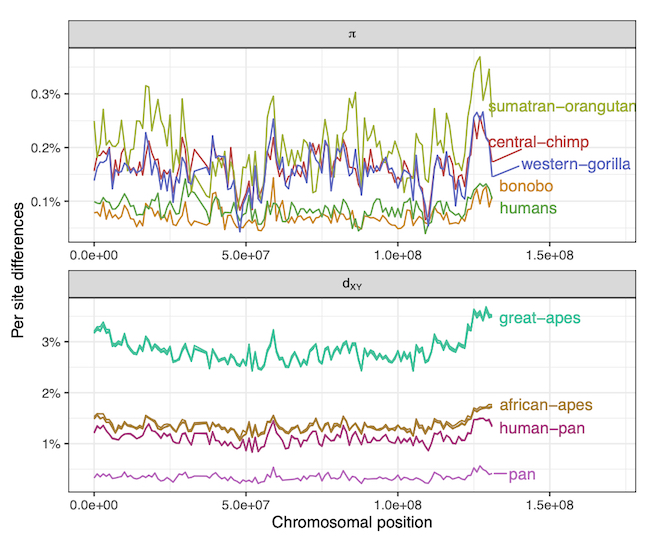 π
0.3%
0.2%
0.1%
sumatran−orangutan
central−chimp
western−gorilla
bonobo
humans
0.0e+00 5.0e+07 1.0e+08 1.5e+08
Per site differences
dXY
3%
2%
1%
great−apes
african−apes
human−pan
pan
0.0e+00 5.0e+07 1.0e+08 1.5e+08
Chromosomal position